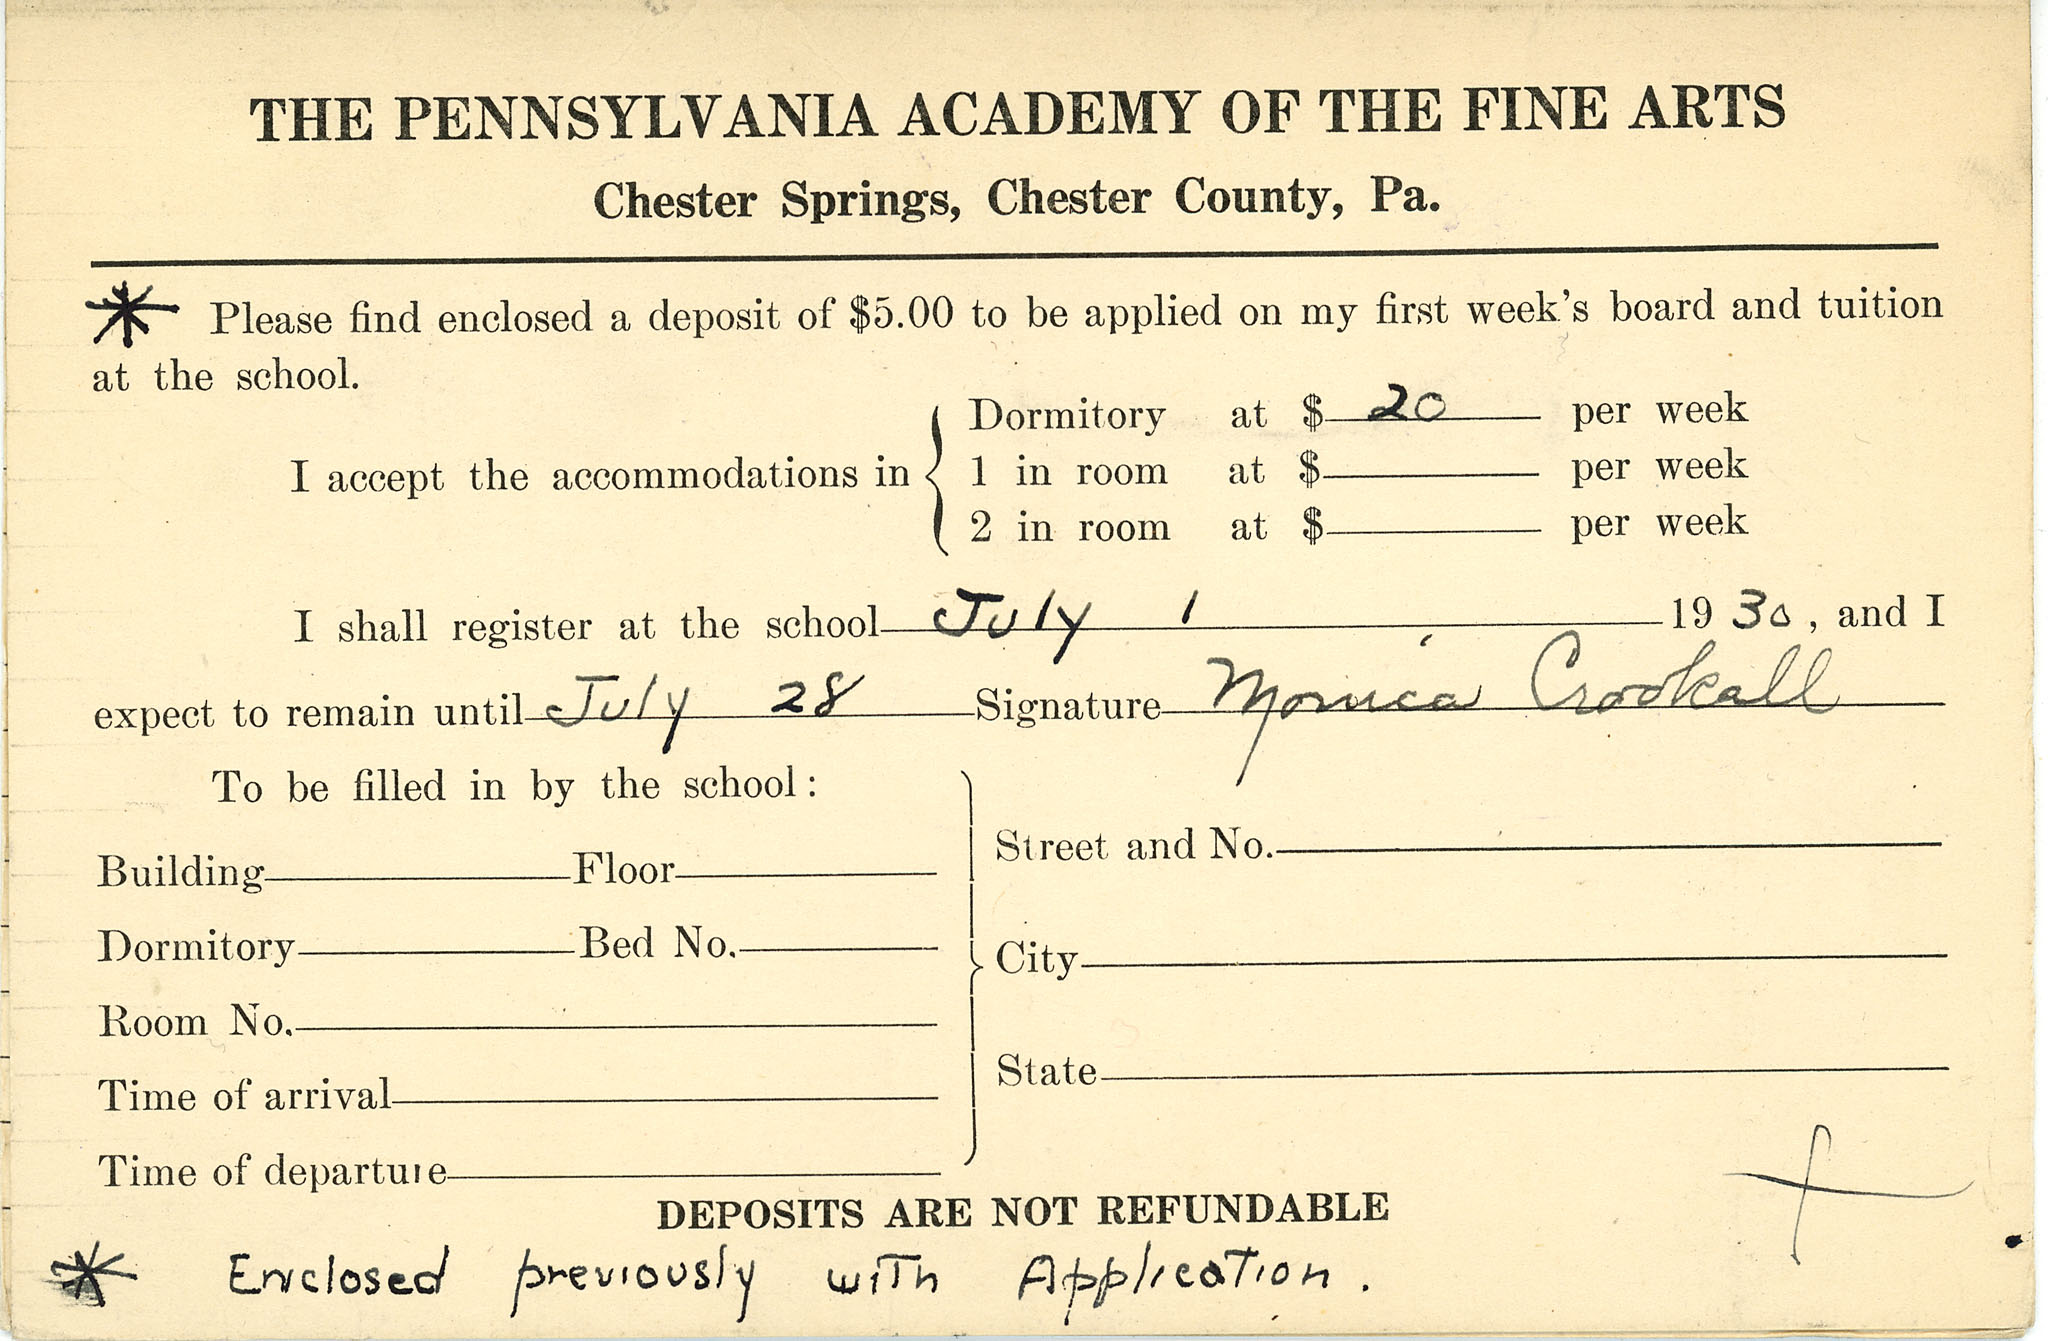 THE PENNSYLVANIA ACADEMY OF THE FINE ARTS
Chester Springs, Chester County, Pa.
* Please find enclosed a deposit of $5.00 to be applied on my first week's board and tuition
at the school.
I accept the accommodations in
Dormitory at $ 20 per week
1 in room at $ per week
2 in room at $ per week
I shall register at the school July 1 1930, and I
expect to remain until July 28 Signature Monica Crookall
To be filled in by the school:
Building Floor
Dormitory Bed No.
Room No.
Time of arrival
Time of departure
Street and No.
City
State
DEPOSITS ARE NOT REFUNDABLE
* Enclosed previously with Application.